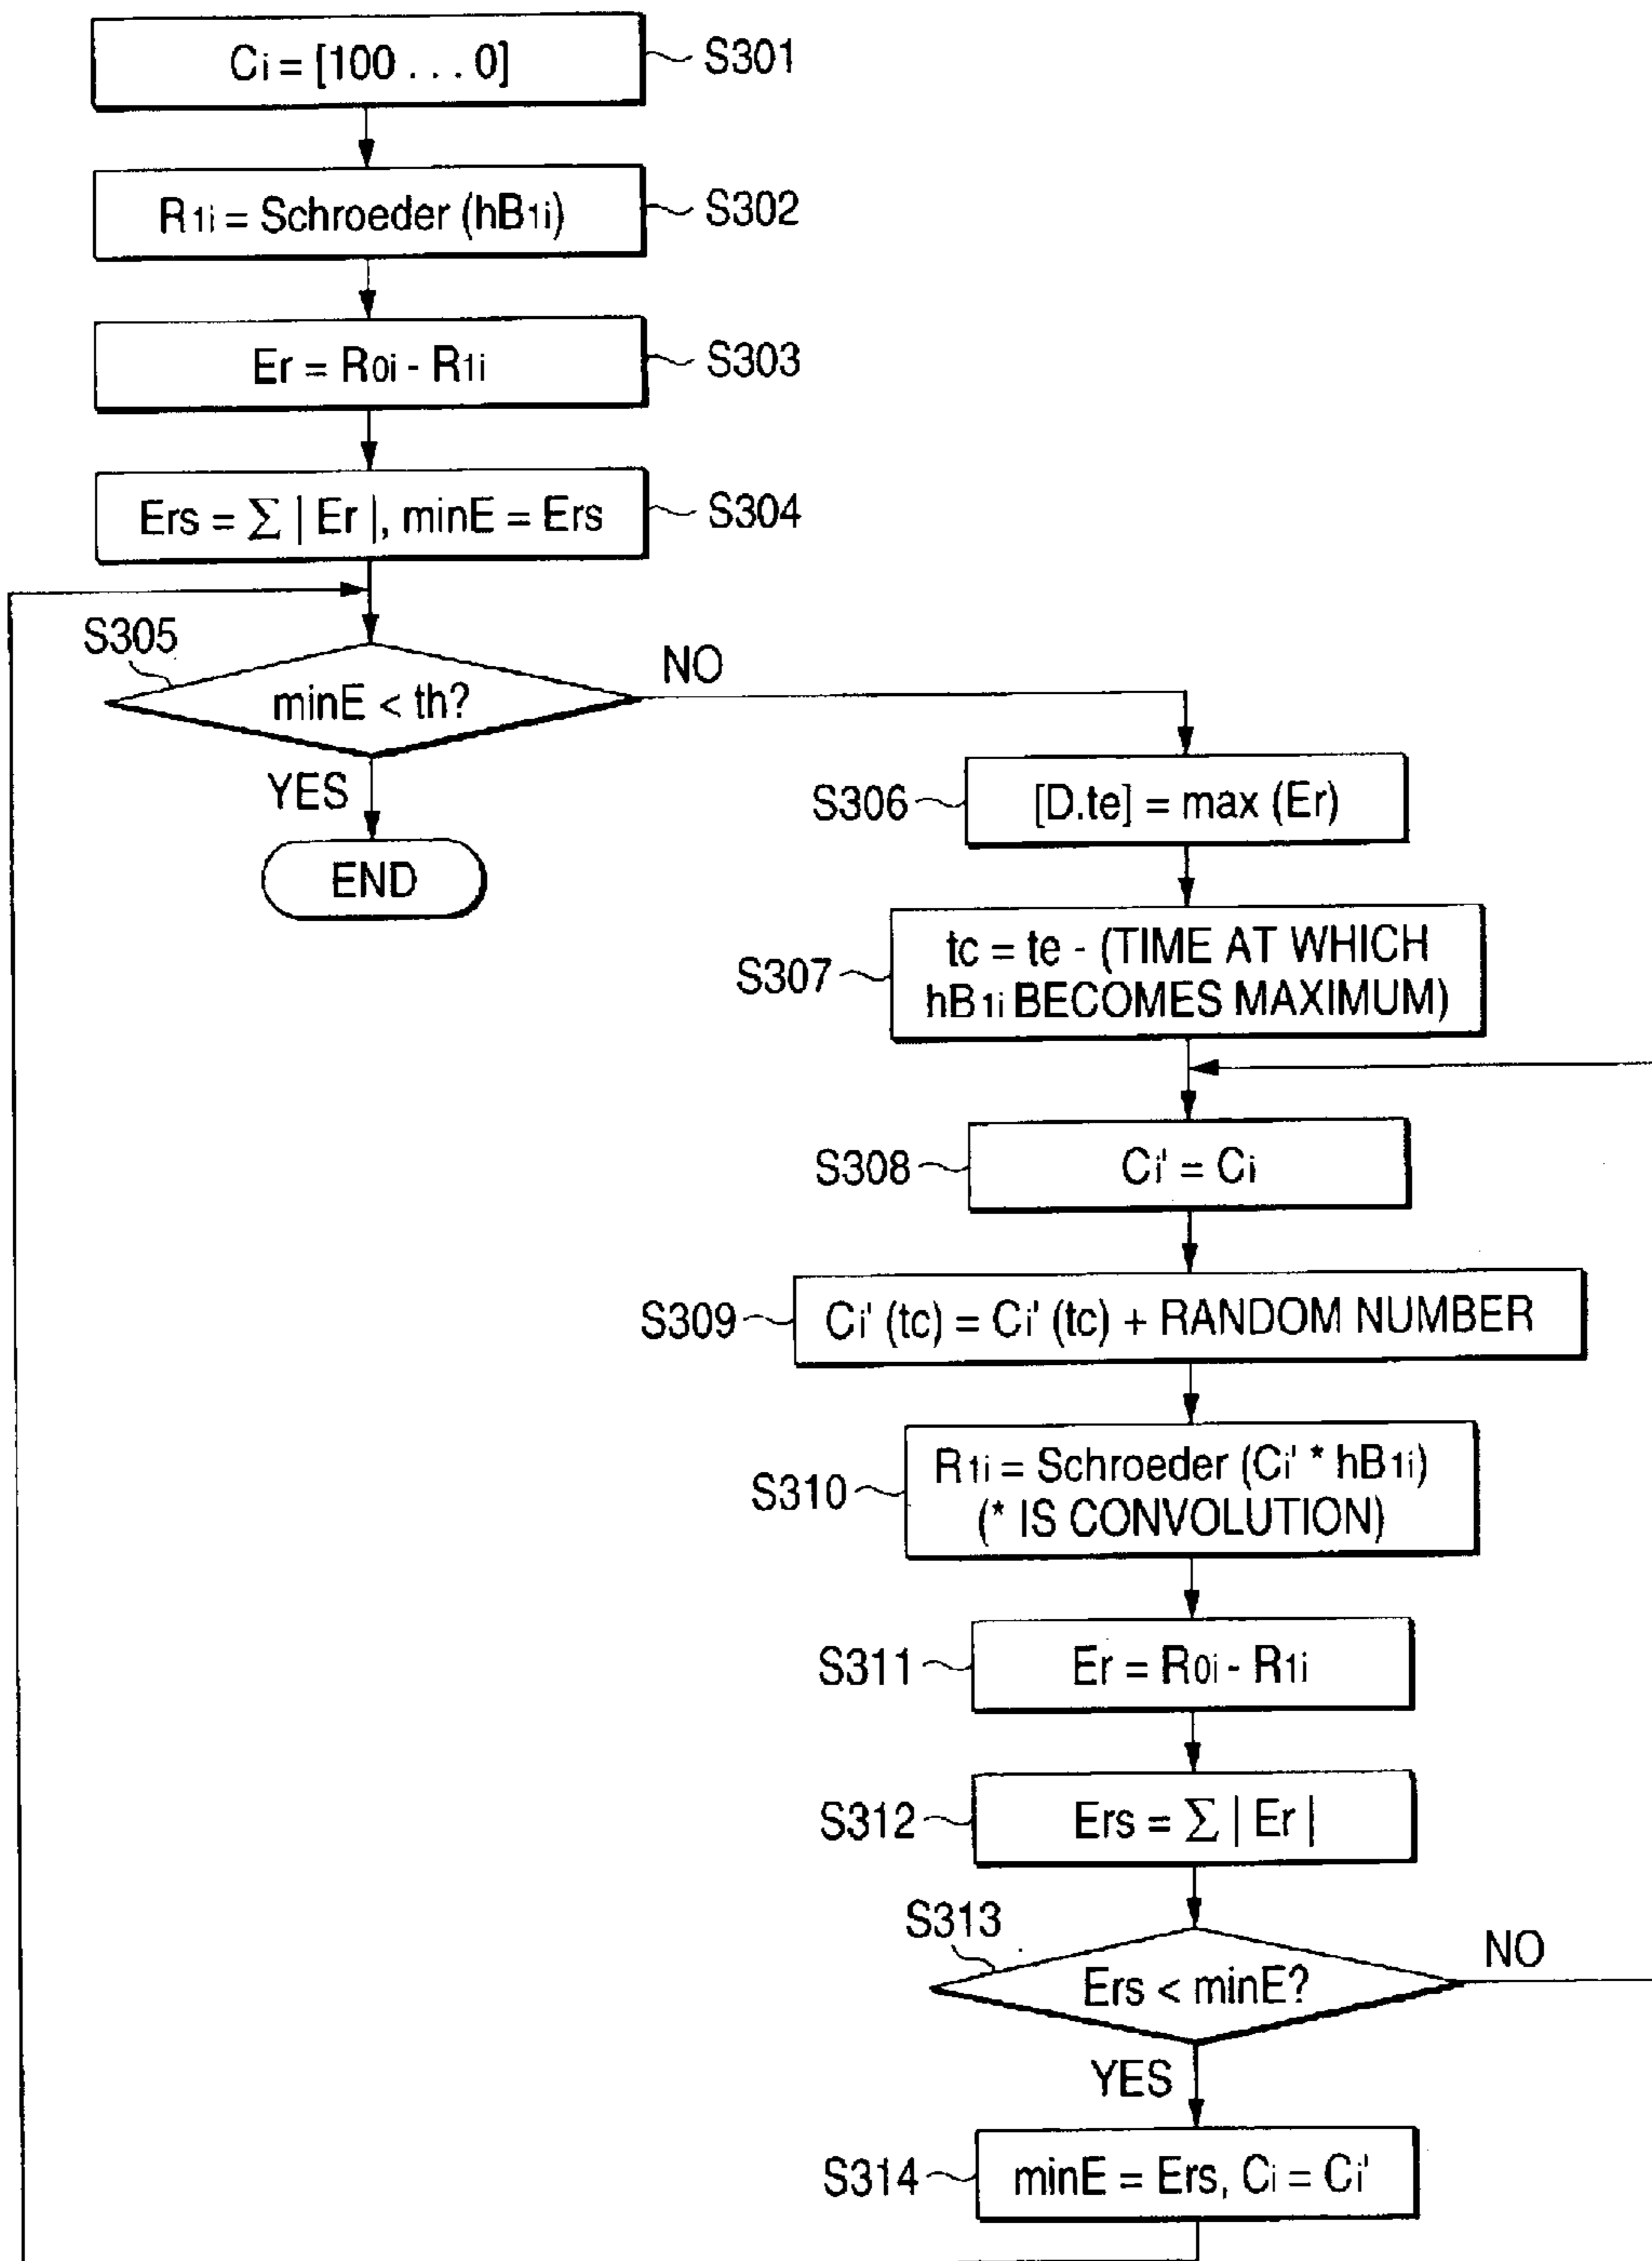 Ci = [100 . . . 0]
S301
R1i = Schroeder (hB1i)
S302
Er = R0i - R1i
S303
Ers = ∑ | Er |, minE = Ers
S304
S305
minE < th?
NO
YES
END
S306
[D.te] = max (Er)
S307
tc = te - (TIME AT WHICH
hB1i BECOMES MAXIMUM)
S308
Ci' = Ci
S309
Ci' (tc) = Ci' (tc) + RANDOM NUMBER
S310
R1i = Schroeder (Ci' * hB1i)
(* IS CONVOLUTION)
S311
Er = R0i - R1i
S312
Ers = ∑ | Er |
S313
Ers < minE?
NO
YES
S314
minE = Ers, Ci = Ci'